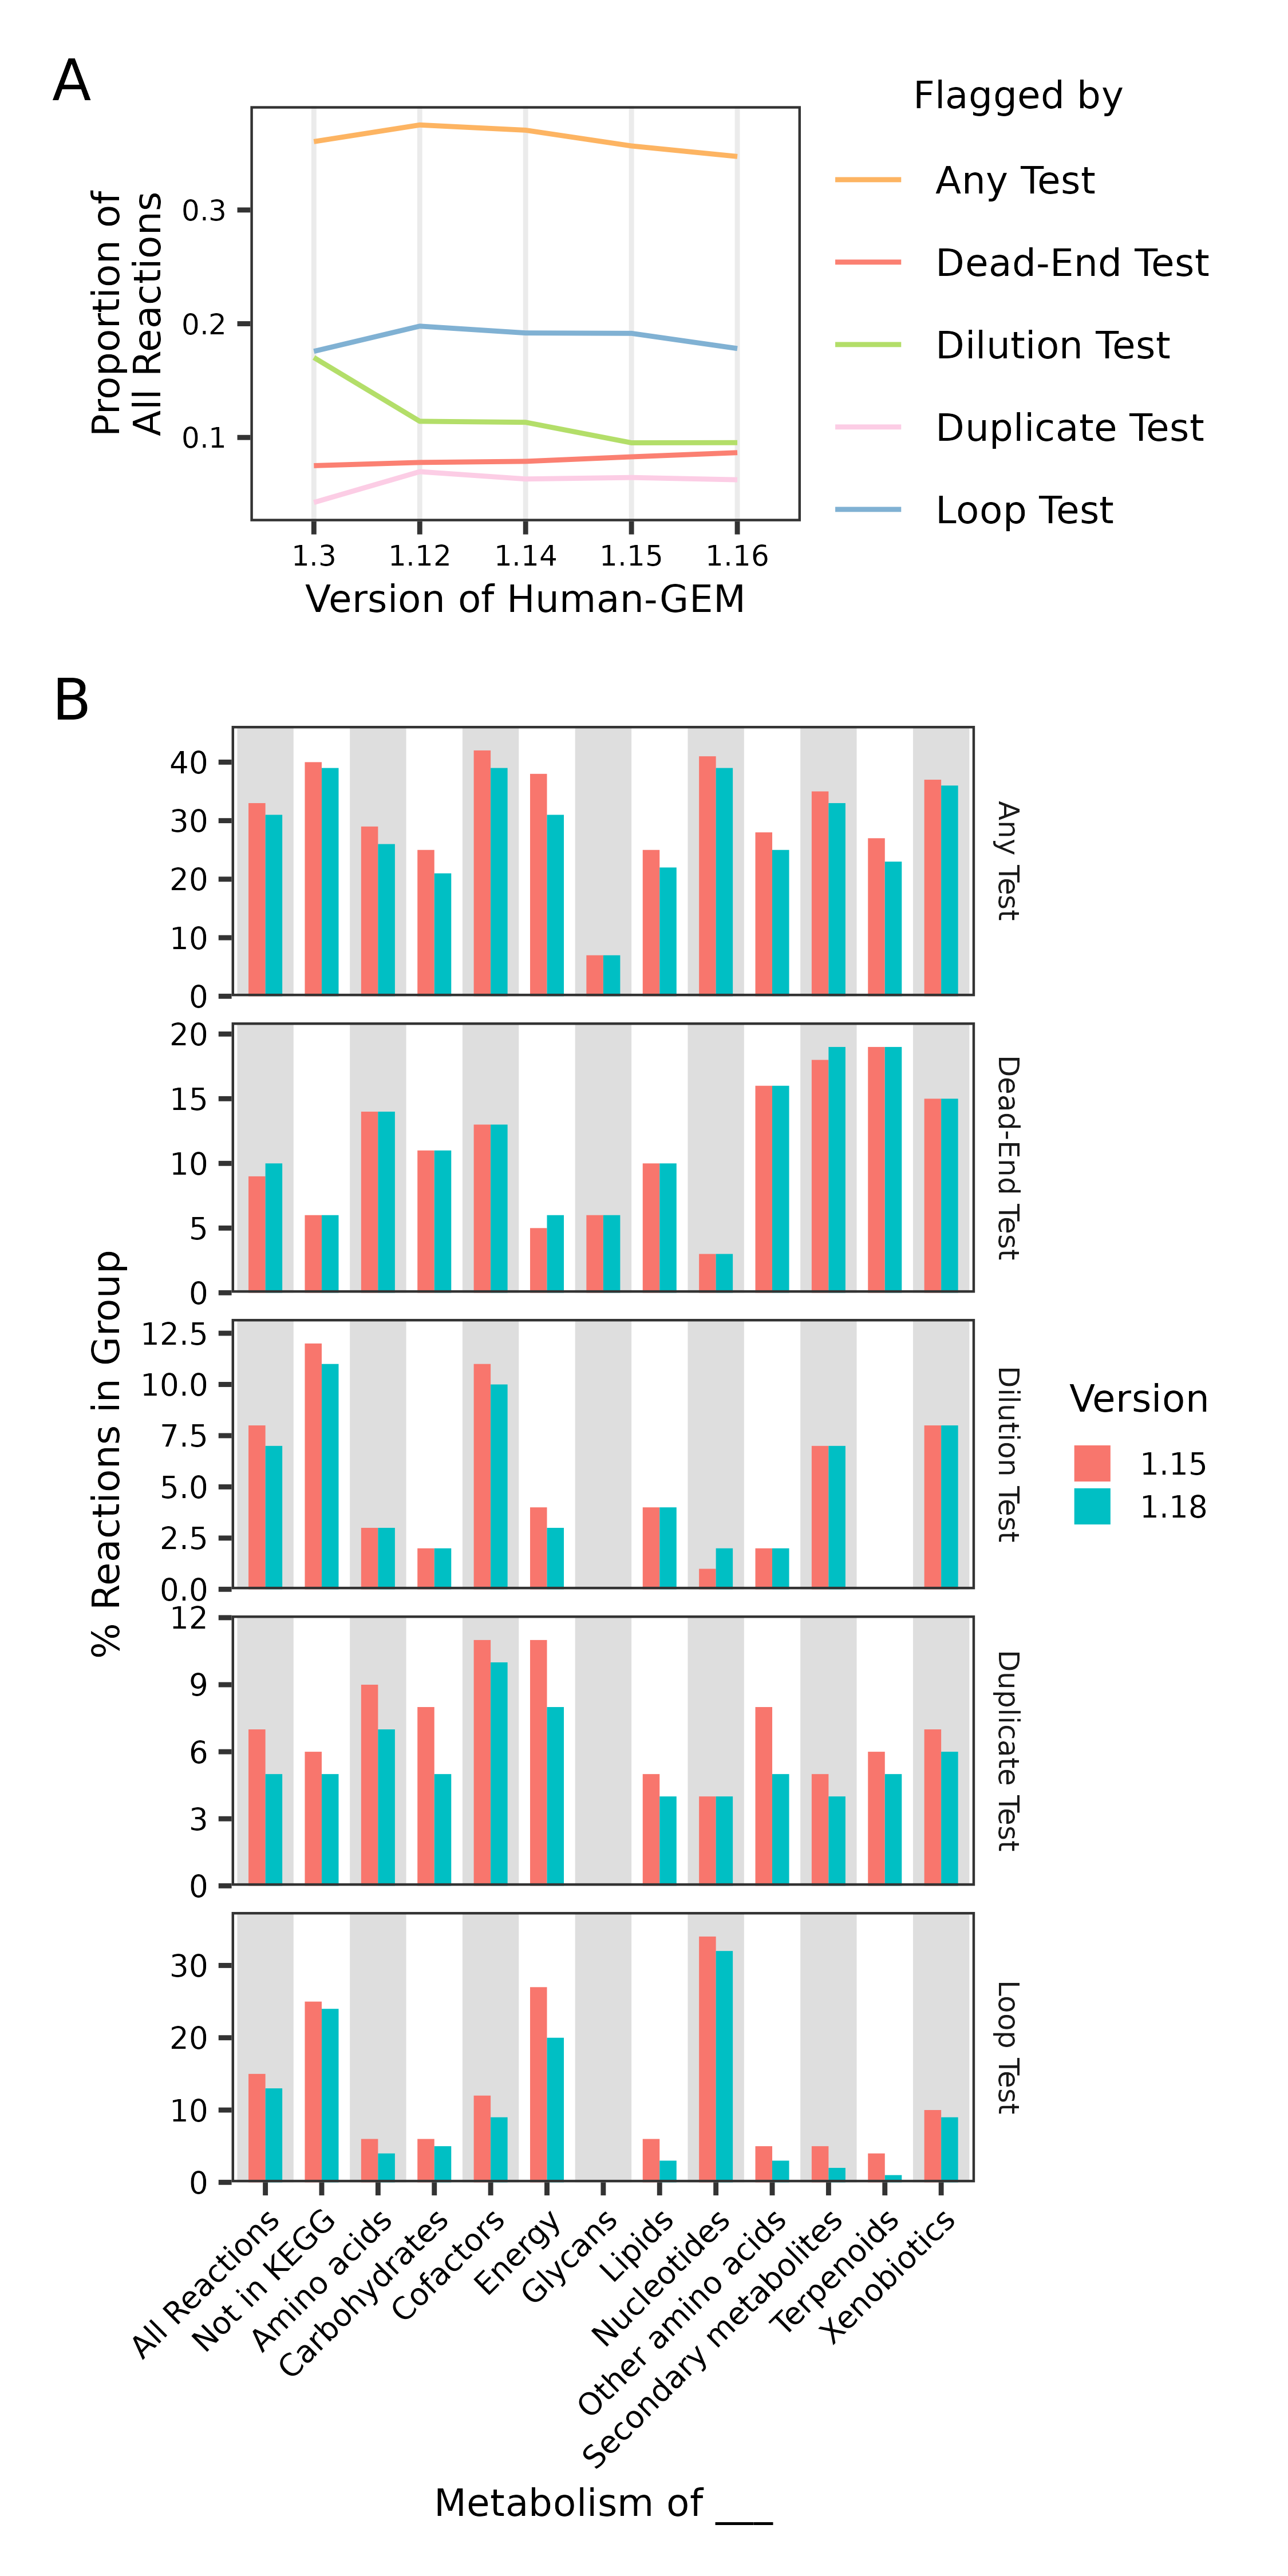 A
Flagged by
Any Test
Dead-End Test
Dilution Test
Duplicate Test
Loop Test
Proportion of
All Reactions
0.3
0.2
0.1
1.3 1.12 1.14 1.15 1.16
Version of Human-GEM
B
% Reactions in Group
40
30
20
10
0
Any Test
20
15
10
5
0
Dead-End Test
12.5
10.0
7.5
5.0
2.5
0.0
Dilution Test
12
9
6
3
0
Duplicate Test
30
20
10
0
Loop Test
Version
1.15
1.18
All Reactions
Not in KEGG
Amino acids
Carbohydrates
Cofactors
Energy
Glycans
Lipids
Nucleotides
Other amino acids
Secondary metabolites
Terpenoids
Xenobiotics
Metabolism of ___